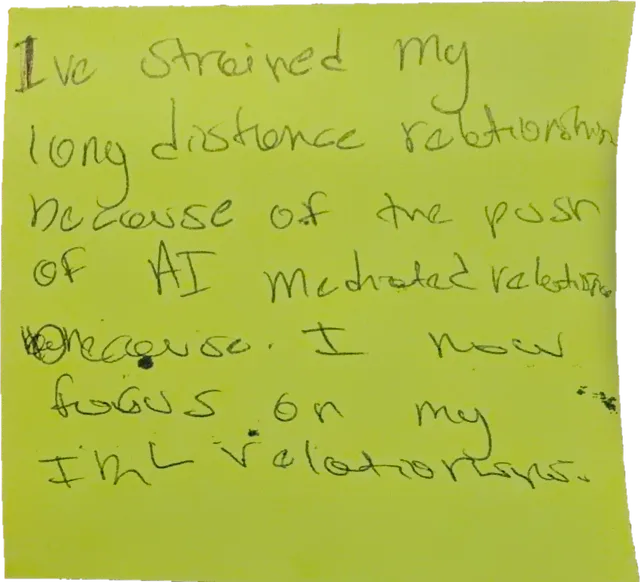 Ive strained my
long distance relationship
because of the push
of AI mediated relations
because. I now
focus on my
IRL relationships.